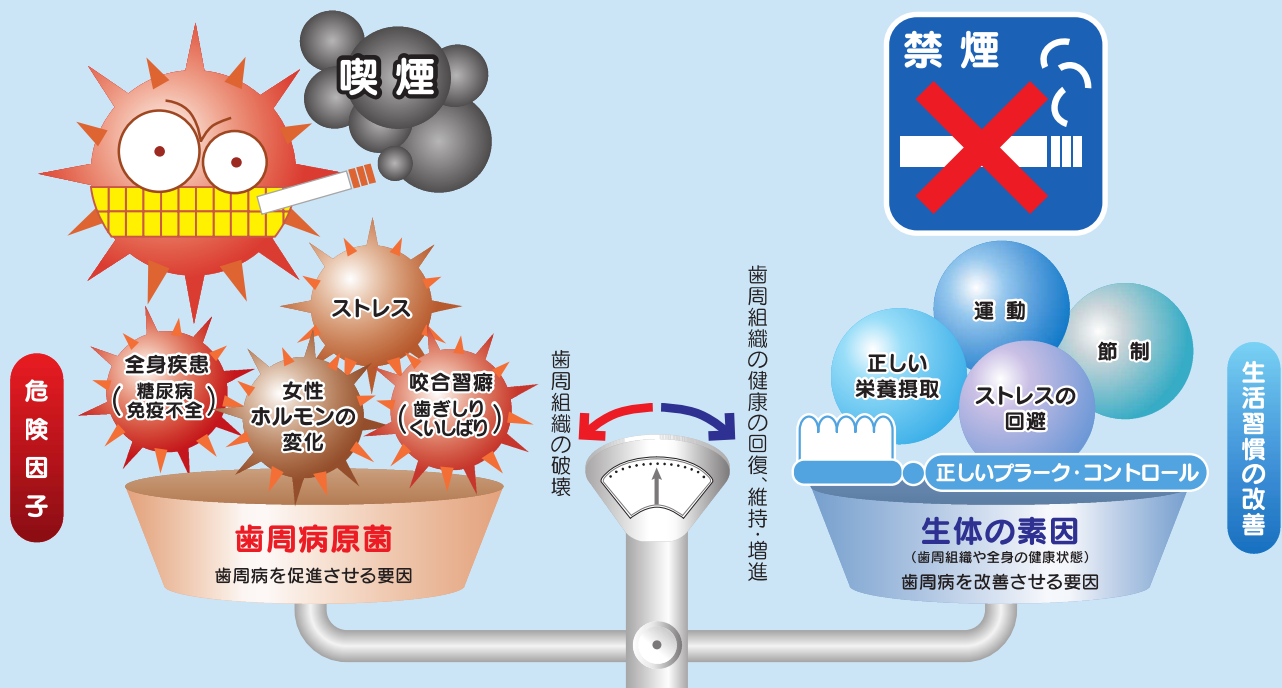 喫煙
ストレス
全身疾患
(糖尿病
免疫不全)
女性
ホルモンの
変化
咬合習癖
(歯ぎしり
くいしばり)
危険因子
歯周病原菌
歯周病を促進させる要因
歯周組織の破壊
歯周組織の健康の回復、維持・増進
禁煙
運動
正しい
栄養摂取
節制
ストレスの
回避
正しいプラーク・コントロール
生体の素因
(歯周組織や全身の健康状態)
歯周病を改善させる要因
生活習慣の改善